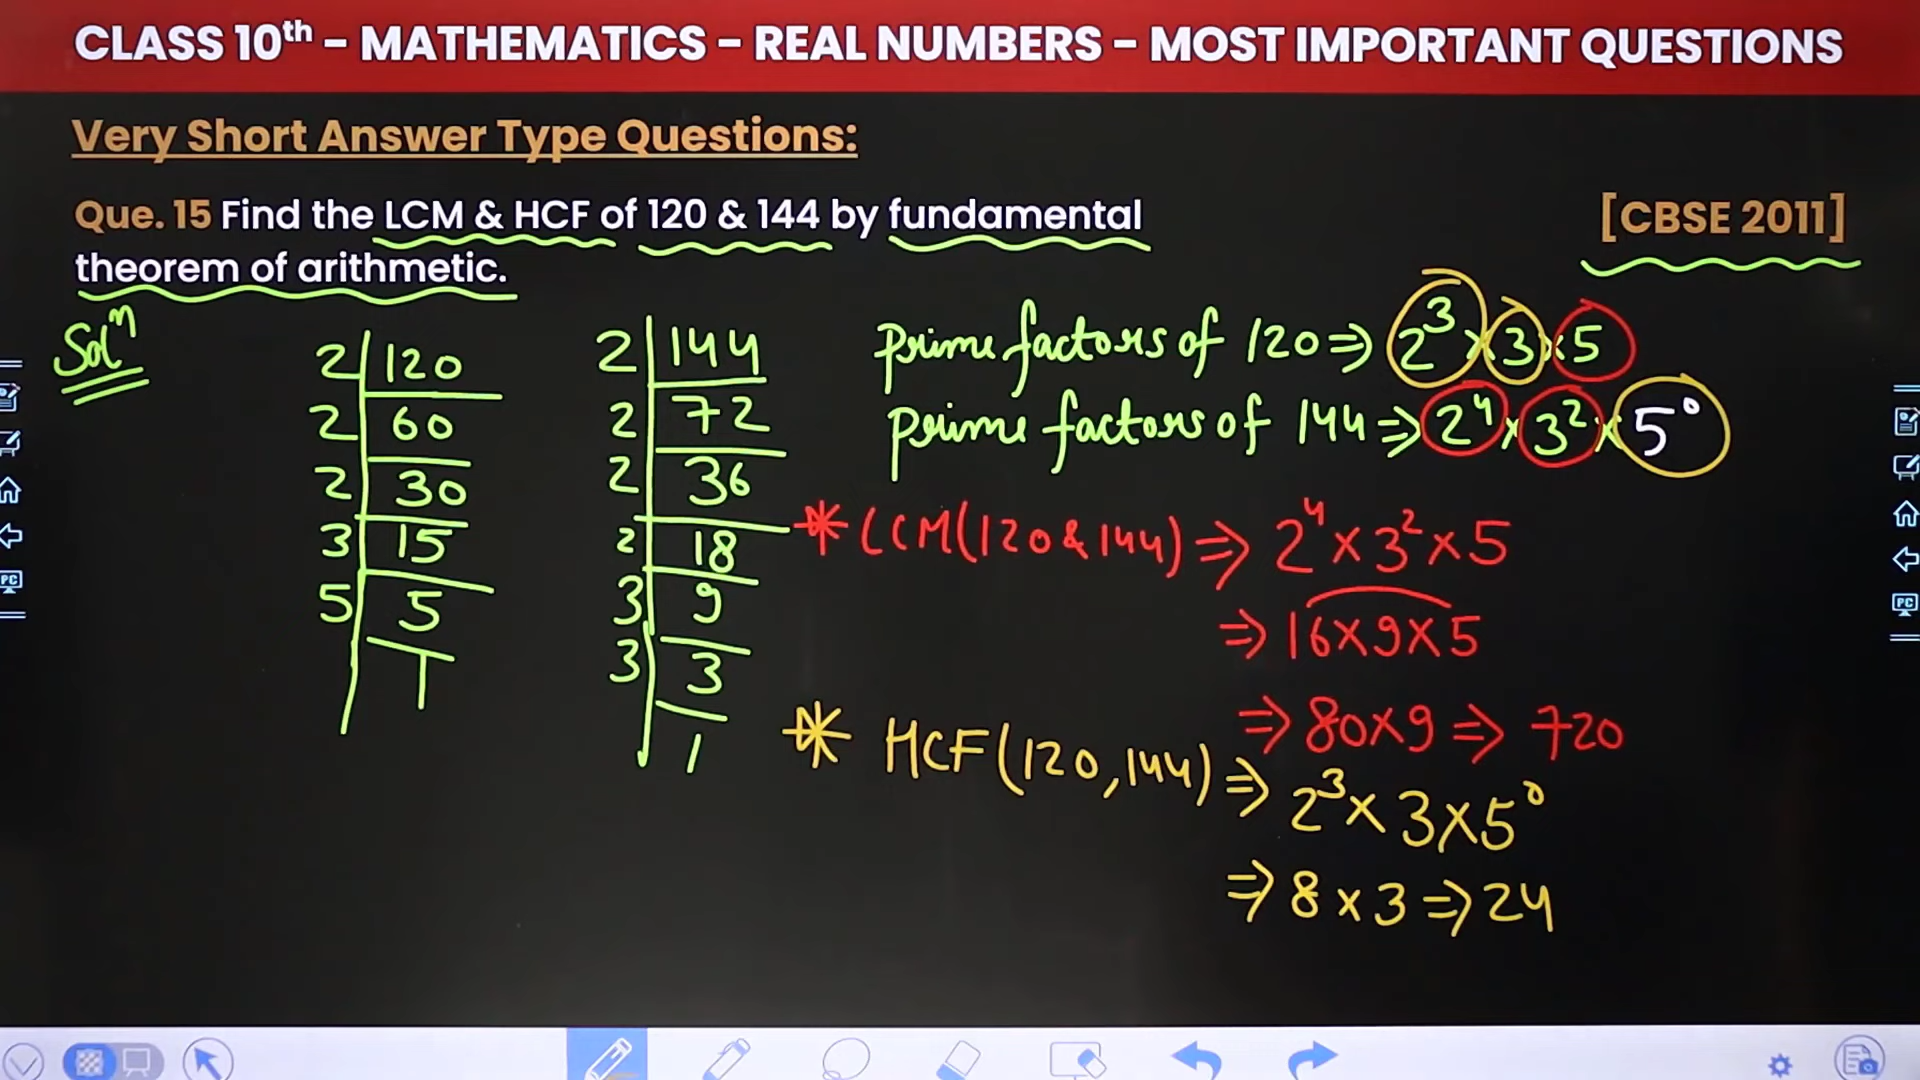 CLASS 10th - MATHEMATICS - REAL NUMBERS - MOST IMPORTANT QUESTIONS
Very Short Answer Type Questions:
Que. 15 Find the LCM & HCF of 120 & 144 by fundamental
theorem of arithmetic.
[CBSE 2011]
Solⁿ
2 | 120
2 | 60
2 | 30
3 | 15
5 | 5
1
2 | 144
2 | 72
2 | 36
2 | 18
3 | 9
3 | 3
1
prime factors of 120 ⇒ 2³ × 3 × 5
prime factors of 144 ⇒ 2⁴ × 3² × 5⁰
* LCM(120 & 144) ⇒ 2⁴ × 3² × 5
⇒ 16 × 9 × 5
⇒ 80 × 9 ⇒ 720
* HCF(120, 144) ⇒ 2³ × 3 × 5⁰
⇒ 8 × 3 ⇒ 24
PC
PC